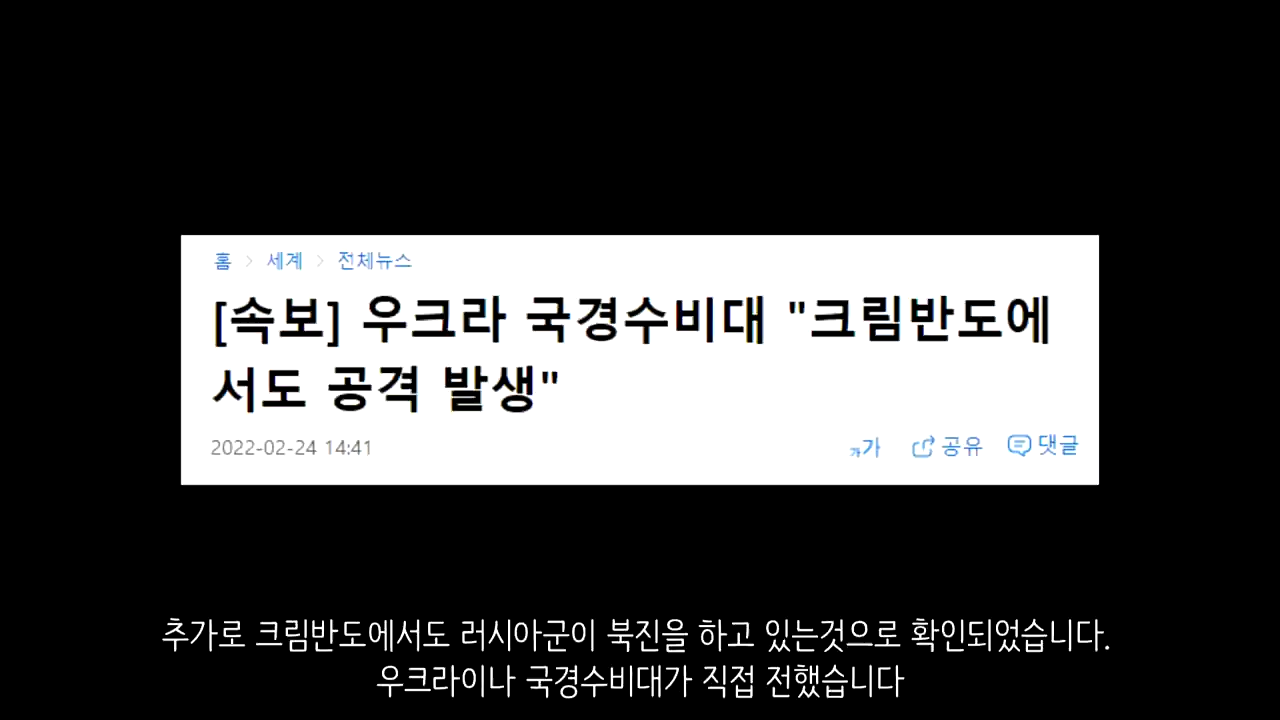 홈 > 세계 > 전체뉴스
[속보] 우크라 국경수비대 "크림반도에
서도 공격 발생"
2022-02-24 14:41 가가 공유 댓글
추가로 크림반도에서도 러시아군이 북진을 하고 있는것으로 확인되었습니다.
우크라이나 국경수비대가 직접 전했습니다